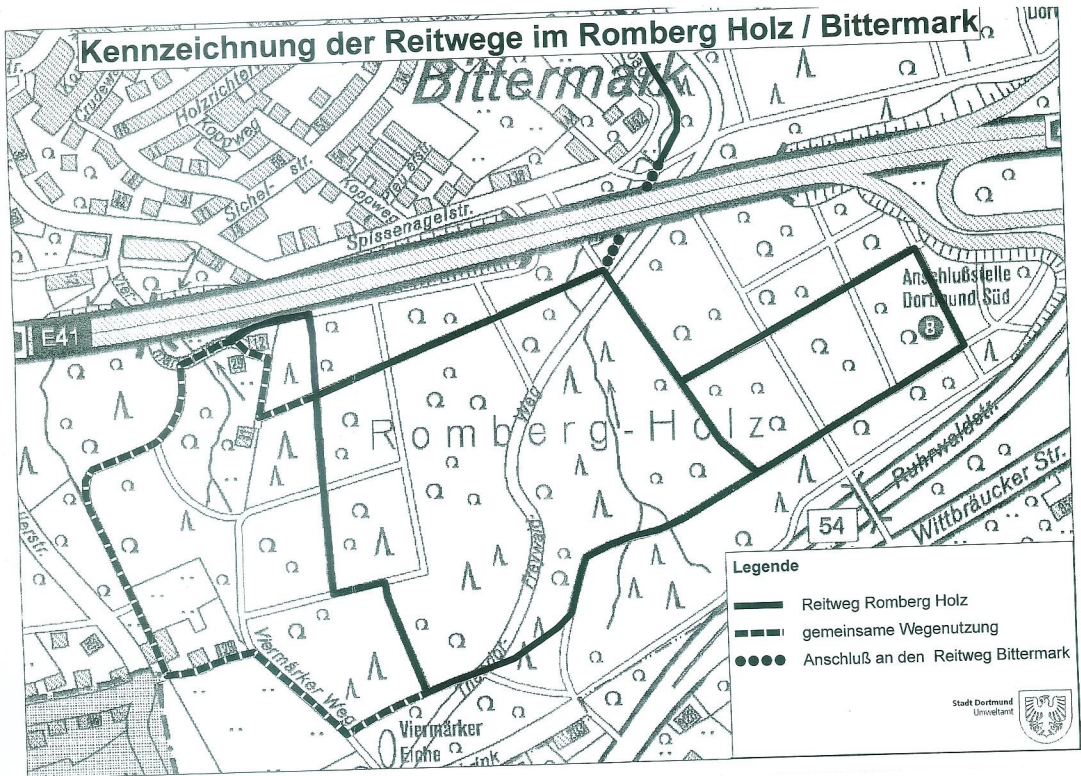 Kennzeichnung der Reitwege im Romberg Holz / Bittermark
Bittermark
Holzrichter
Koppweg
Sichel-
str.
Kopoweg
Spissenagelstr.
E41
Anschlußstelle
Dortmund Süd
8
Romberg-Holz
Weg
Ruhrwaldstr.
Wittbräucker Str.
54
Viermärker Weg
Viermärker
Eiche
Legende
Reitweg Romberg Holz
gemeinsame Wegenutzung
Anschluß an den Reitweg Bittermark
Stadt Dortmund
Umweltamt